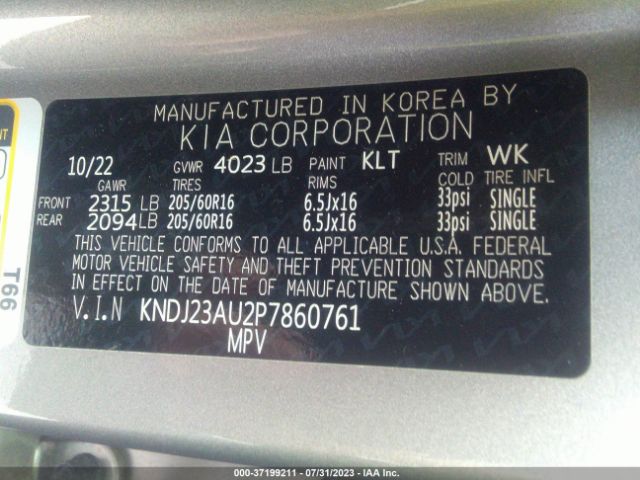 MANUFACTURED IN KOREA BY
KIA CORPORATION
10/22 GVWR 4023 LB PAINT KLT TRIM WK
GAWR TIRES RIMS COLD TIRE INFL
FRONT 2315 LB 205/60R16 6.5Jx16 33psi SINGLE
REAR 2094 LB 205/60R16 6.5Jx16 33psi SINGLE
THIS VEHICLE CONFORMS TO ALL APPLICABLE U.S.A. FEDERAL
MOTOR VEHICLE SAFETY AND THEFT PREVENTION STANDARDS
IN EFFECT ON THE DATE OF MANUFACTURE SHOWN ABOVE.
V.I.N KNDJ23AU2P7860761
MPV
T66
000-37199211 - 07/31/2023 - IAA Inc.